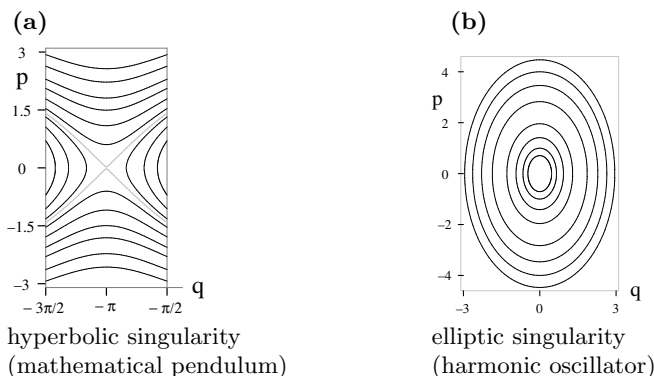 (a)
3
p
1.5
0
−1.5
−3
q
− 3π/2 − π − π/2
hyperbolic singularity
(mathematical pendulum)
(b)
4
p
2
0
−2
−4
q
−3 0 3
elliptic singularity
(harmonic oscillator)